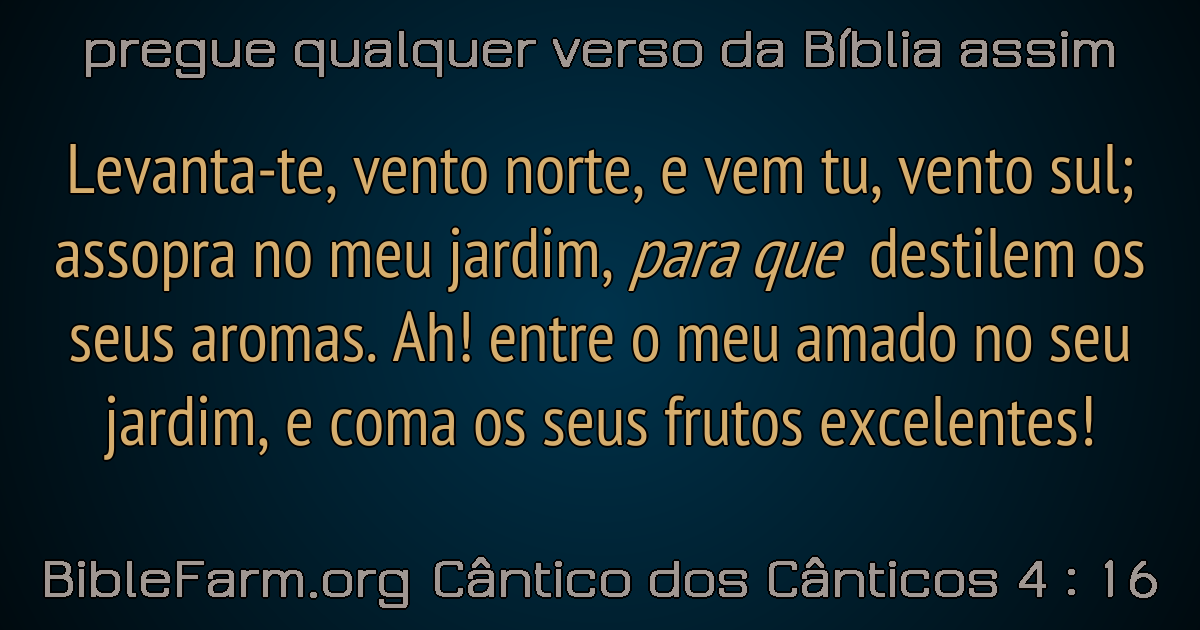 pregue qualquer verso da Bíblia assim
Levanta-te, vento norte, e vem tu, vento sul;
assopra no meu jardim, para que destilem os
seus aromas. Ah! entre o meu amado no seu
jardim, e coma os seus frutos excelentes!
BibleFarm.org Cântico dos Cânticos 4 : 16